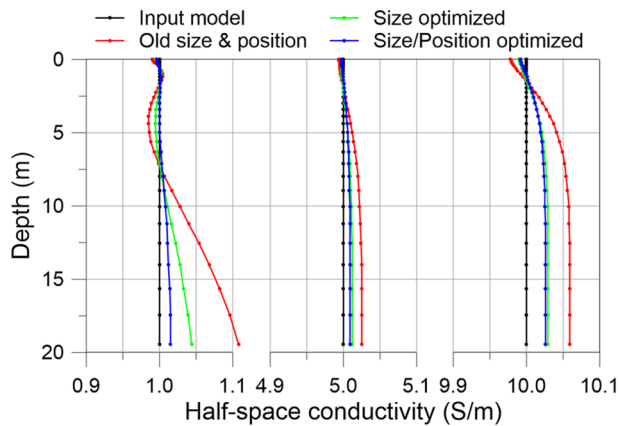 Input model
Size optimized
Old size & position
Size/Position optimized
0
5
10
15
20
Depth (m)
0.9 1.0 1.1 4.9 5.0 5.1 9.9 10.0 10.1
Half-space conductivity (S/m)